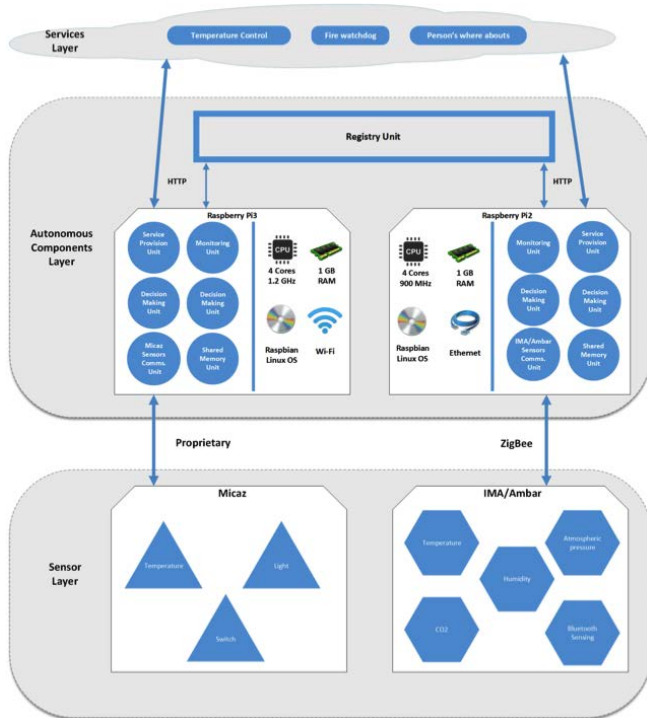 Services
Layer
Temperature Control
Fire watchdog
Person's where abouts
Registry Unit
HTTP
HTTP
Autonomous
Components
Layer
Raspberry Pi3
Service
Provision
Unit
Monitoring
Unit
Decision
Making
Unit
Decision
Making
Unit
Micaz
Sensors
Comms.
Unit
Shared
Memory
Unit
CPU
4 Cores
1.2 GHz
1 GB
RAM
Raspbian
Linux OS
Wi-Fi
Raspberry Pi2
CPU
4 Cores
900 MHz
1 GB
RAM
Raspbian
Linux OS
Ethernet
Monitoring
Unit
Service
Provision
Unit
Decision
Making
Unit
Decision
Making
Unit
IMA/Ambar
Sensors
Comms.
Unit
Shared
Memory
Unit
Proprietary
ZigBee
Sensor
Layer
Micaz
Temperature
Light
Switch
IMA/Ambar
Temperature
Atmospheric
pressure
Humidity
CO2
Bluetooth
Sensing